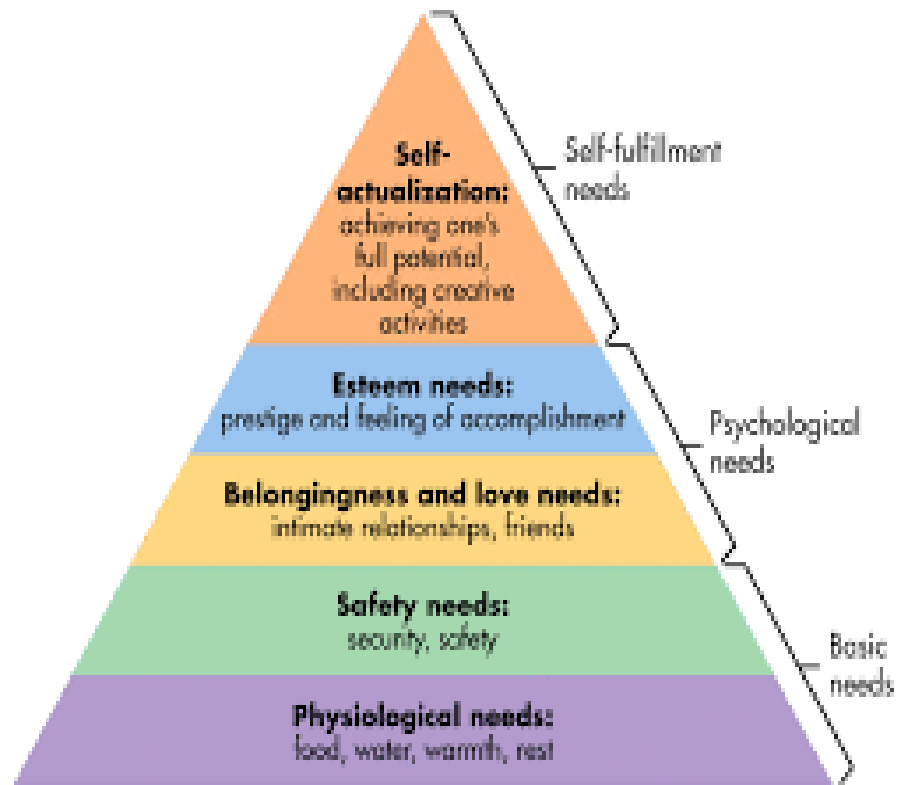 Self-
actualization:
achieving one's
full potential,
including creative
activities
Self-fulfillment
needs
Esteem needs:
prestige and feeling of accomplishment
Psychological
needs
Belongingness and love needs:
intimate relationships, friends
Safety needs:
security, safety
Basic
needs
Physiological needs:
food, water, warmth, rest